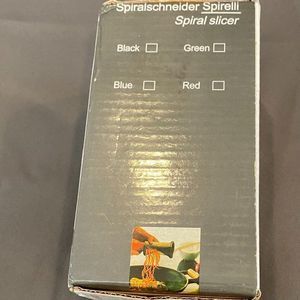 Spiralschneider Spirelli
Spiral slicer
Black Green
Blue Red